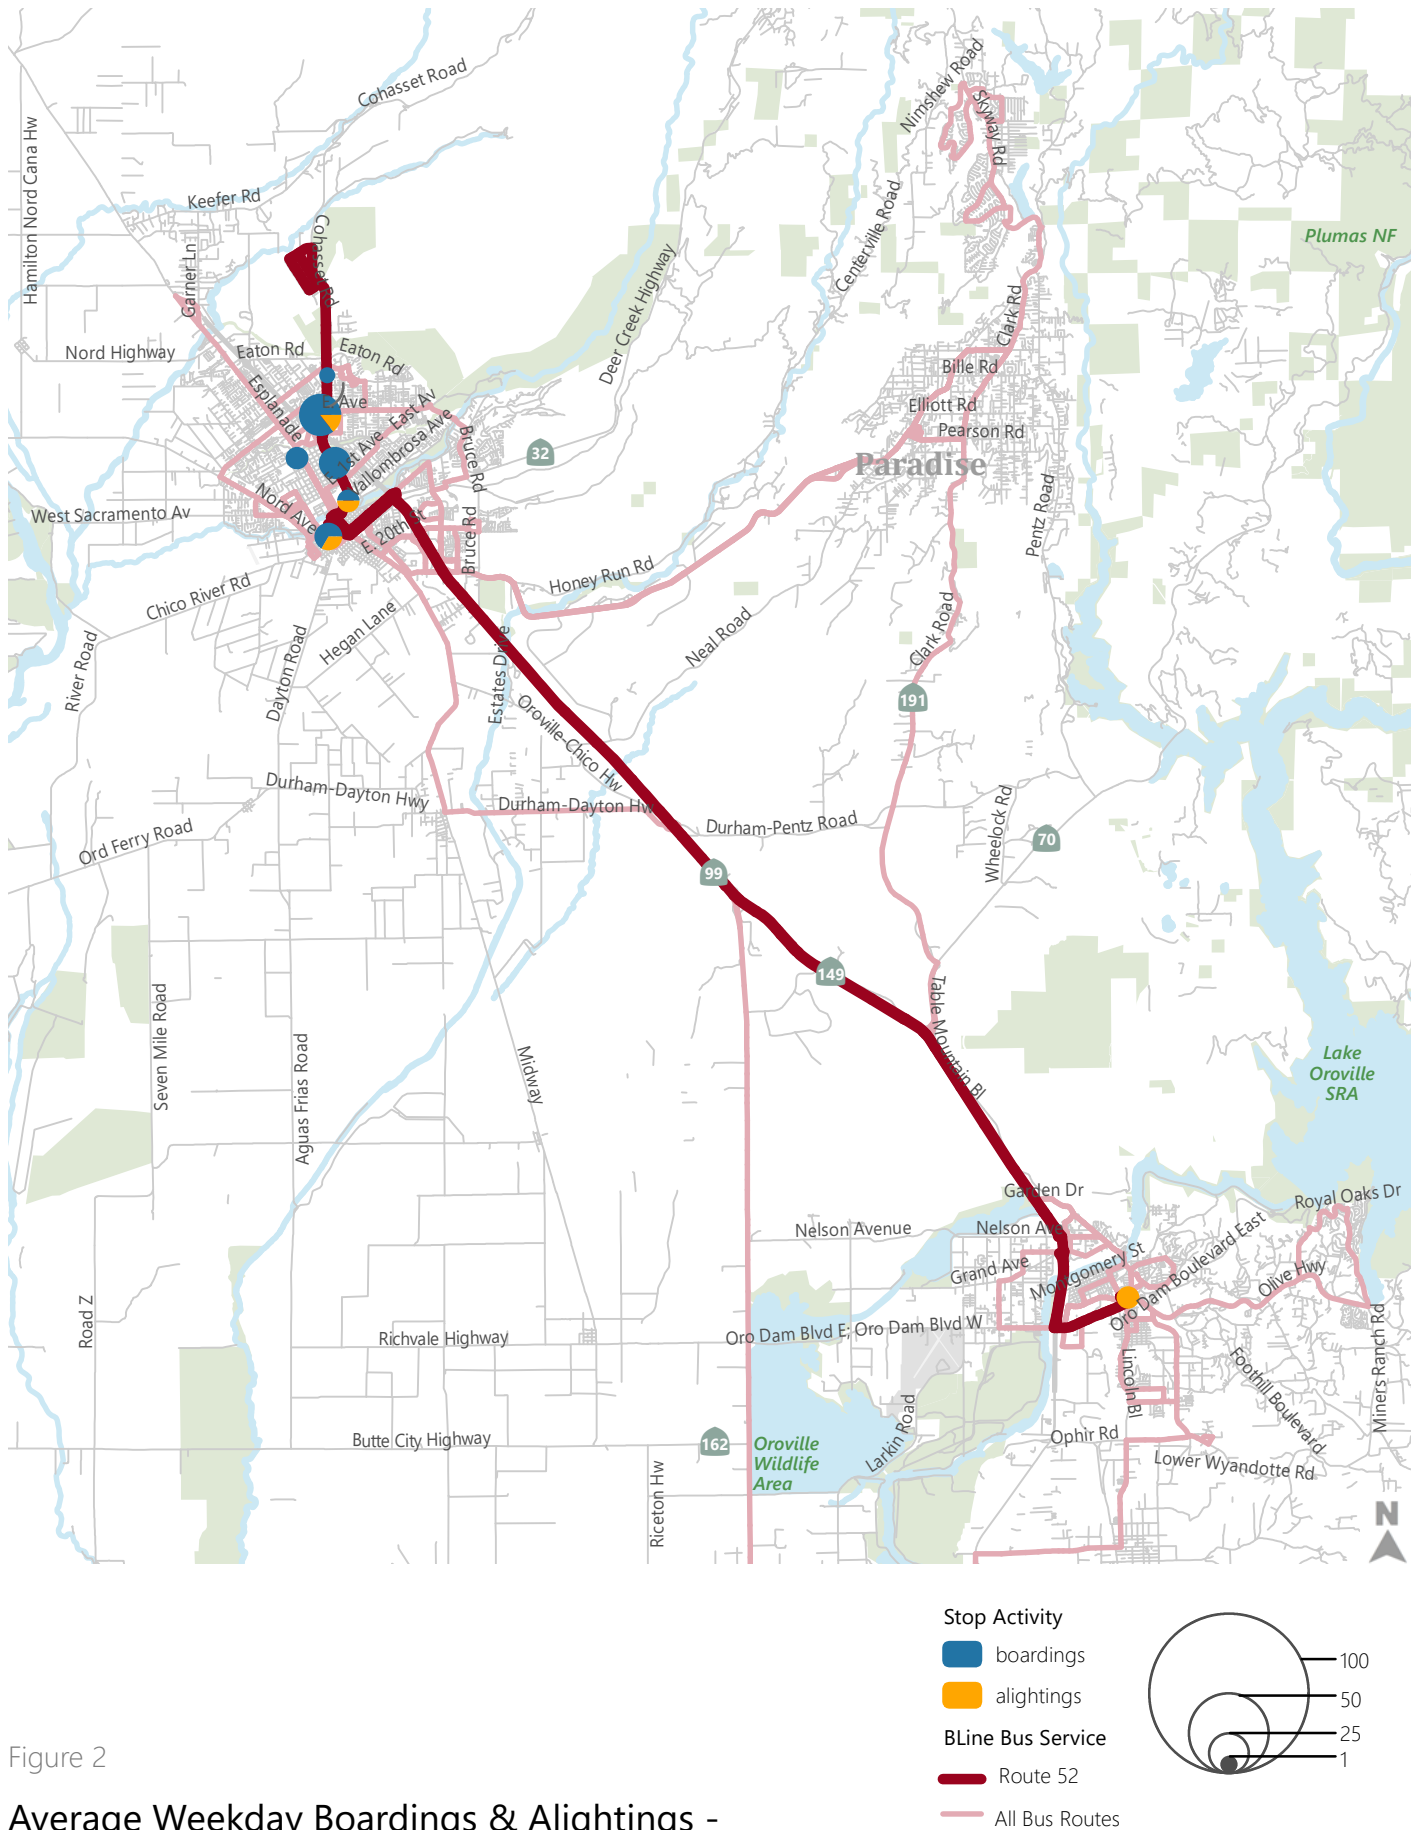 Cohasset Road
Nimshew Road
Skyway Rd
Hamilton Nord Cana Hw
Keefer Rd
Centerville Road
Garner Ln
Cohasset Rd
Plumas NF
Deer Creek Highway
Clark Rd
Nord Highway
Eaton Rd
Eaton Rd
Bille Rd
Esplanade
E. Ave
East Av
Elliott Rd
Vallombrosa Ave
E. 1st Ave
Bruce Rd
Pearson Rd
32
Paradise
Nord Ave
West Sacramento Av
E. 20th St
Bruce Rd
Pentz Road
Honey Run Rd
Chico River Rd
Hegan Lane
Neal Road
Clark Road
River Road
Dayton Road
Estates Drive
191
Oroville-Chico Hw
Durham-Dayton Hwy
Durham-Dayton Hw
Durham-Pentz Road
Wheelock Rd
70
Ord Ferry Road
99
149
Table Mountain Bl
Seven Mile Road
Aguas Frias Road
Midway
Lake
Oroville
SRA
Garden Dr
Royal Oaks Dr
Nelson Avenue
Nelson Ave
Grand Ave
Montgomery St
Oro Dam Boulevard East
Olive Hwy
Road Z
Richvale Highway
Oro Dam Blvd E; Oro Dam Blvd W
Lincoln Bl
Foothill Boulevard
Miners Ranch Rd
Butte City Highway
162
Oroville
Wildlife
Area
Larkin Road
Ophir Rd
Lower Wyandotte Rd
Riceton Hw
N
Stop Activity
boardings
alightings
BLine Bus Service
Route 52
All Bus Routes
100
50
25
1
Figure 2
Average Weekday Boardings & Alightings -